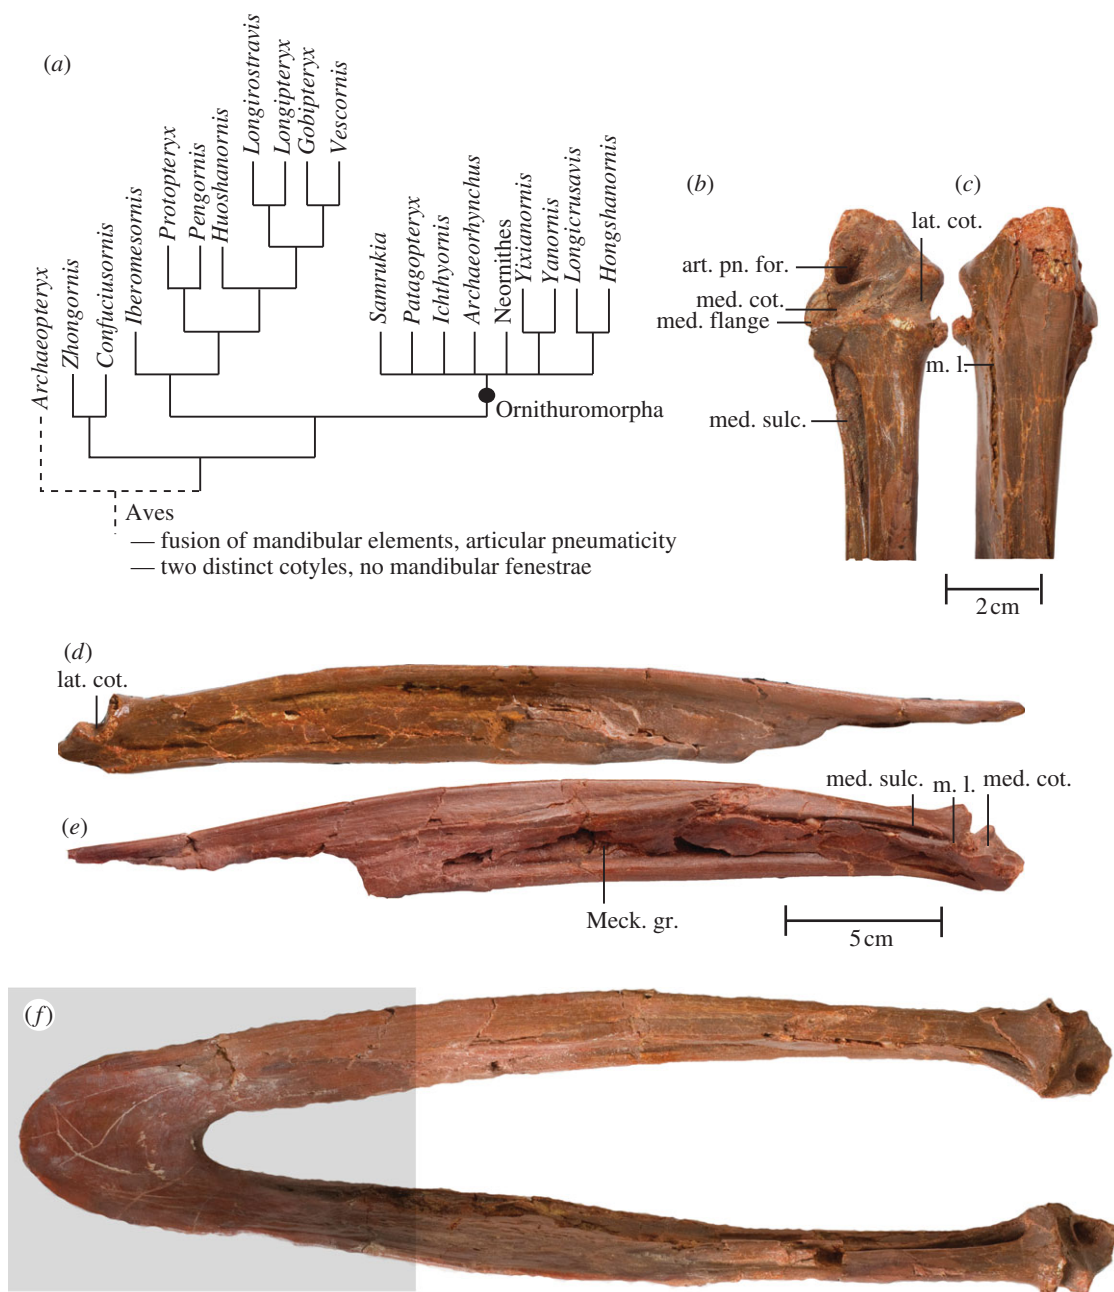 (a)
Archaeopteryx
Zhongornis
Confuciusornis
Iberomesornis
Protopteryx
Pengornis
Huoshanornis
Longirostravis
Longipteryx
Gobipteryx
Vescornis
Samrukia
Patagopteryx
Ichthyornis
Archaeorhynchus
Neornithes
Yixianornis
Yanornis
Longicrusavis
Hongshanornis
Ornithuromorpha
Aves
— fusion of mandibular elements, articular pneumaticity
— two distinct cotyles, no mandibular fenestrae
(b)
(c)
lat. cot.
art. pn. for.
med. cot.
med. flange
m. l.
med. sulc.
2 cm
(d)
lat. cot.
(e)
med. sulc.
m. l.
med. cot.
Meck. gr.
5 cm
(f)